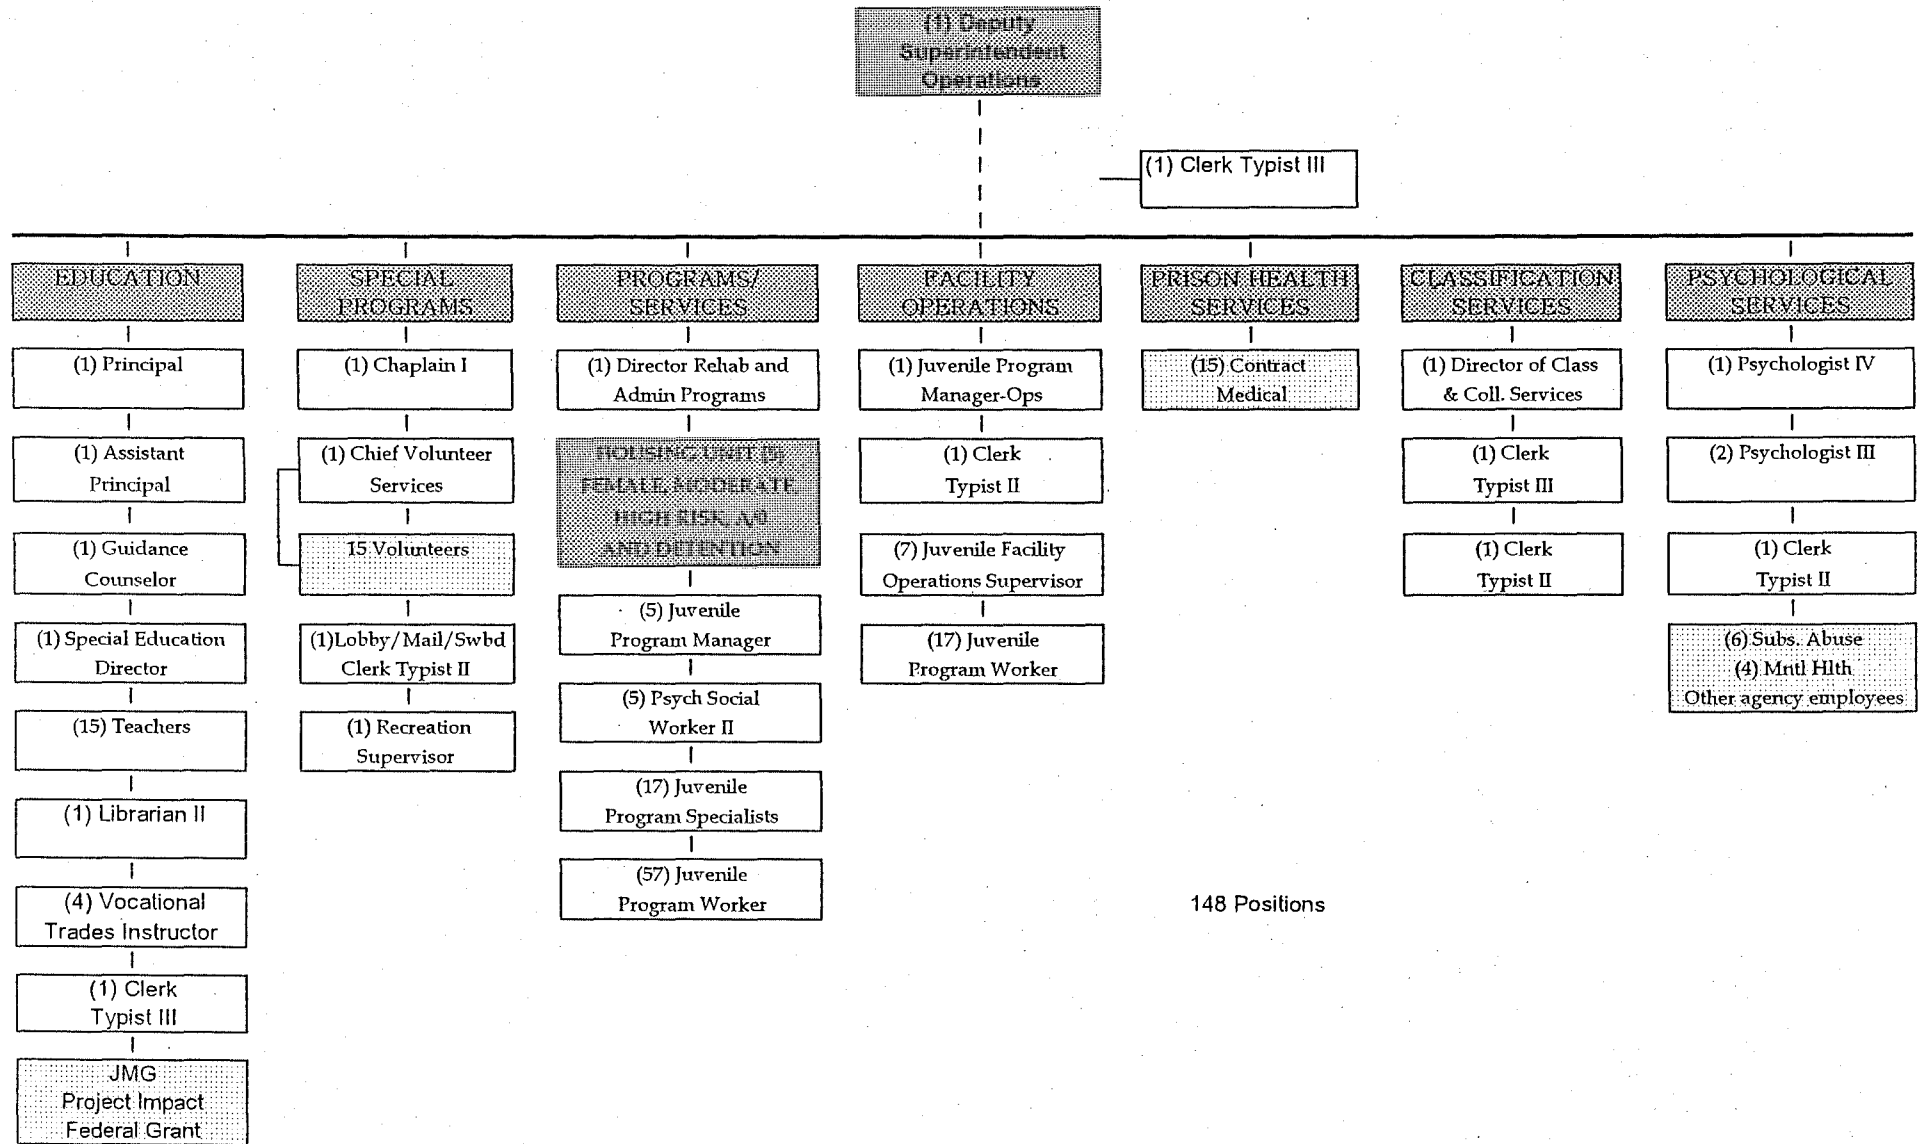 (1) Deputy
Superintendent
Operations
(1) Clerk Typist III
EDUCATION
(1) Principal
(1) Assistant
Principal
(1) Guidance
Counselor
(1) Special Education
Director
(15) Teachers
(1) Librarian II
(4) Vocational
Trades Instructor
(1) Clerk
Typist III
JMG
Project Impact
Federal Grant
SPECIAL
PROGRAMS
(1) Chaplain I
(1) Chief Volunteer
Services
15 Volunteers
(1)Lobby/Mail/Swbd
Clerk Typist II
(1) Recreation
Supervisor
PROGRAMS/
SERVICES
(1) Director Rehab and
Admin Programs
HOUSING UNIT (5)
FEMALE, MODERATE,
HIGH RISK, A/0
AND DETENTION
(5) Juvenile
Program Manager
(5) Psych Social
Worker II
(17) Juvenile
Program Specialists
(57) Juvenile
Program Worker
FACILITY
OPERATIONS
(1) Juvenile Program
Manager-Ops
(1) Clerk
Typist II
(7) Juvenile Facility
Operations Supervisor
(17) Juvenile
Program Worker
PRISON HEALTH
SERVICES
(15) Contract
Medical
CLASSIFICATION
SERVICES
(1) Director of Class
& Coll. Services
(1) Clerk
Typist III
(1) Clerk
Typist II
PSYCHOLOGICAL
SERVICES
(1) Psychologist IV
(2) Psychologist III
(1) Clerk
Typist II
(6) Subs. Abuse
(4) Mntl Hlth
Other agency employees
148 Positions